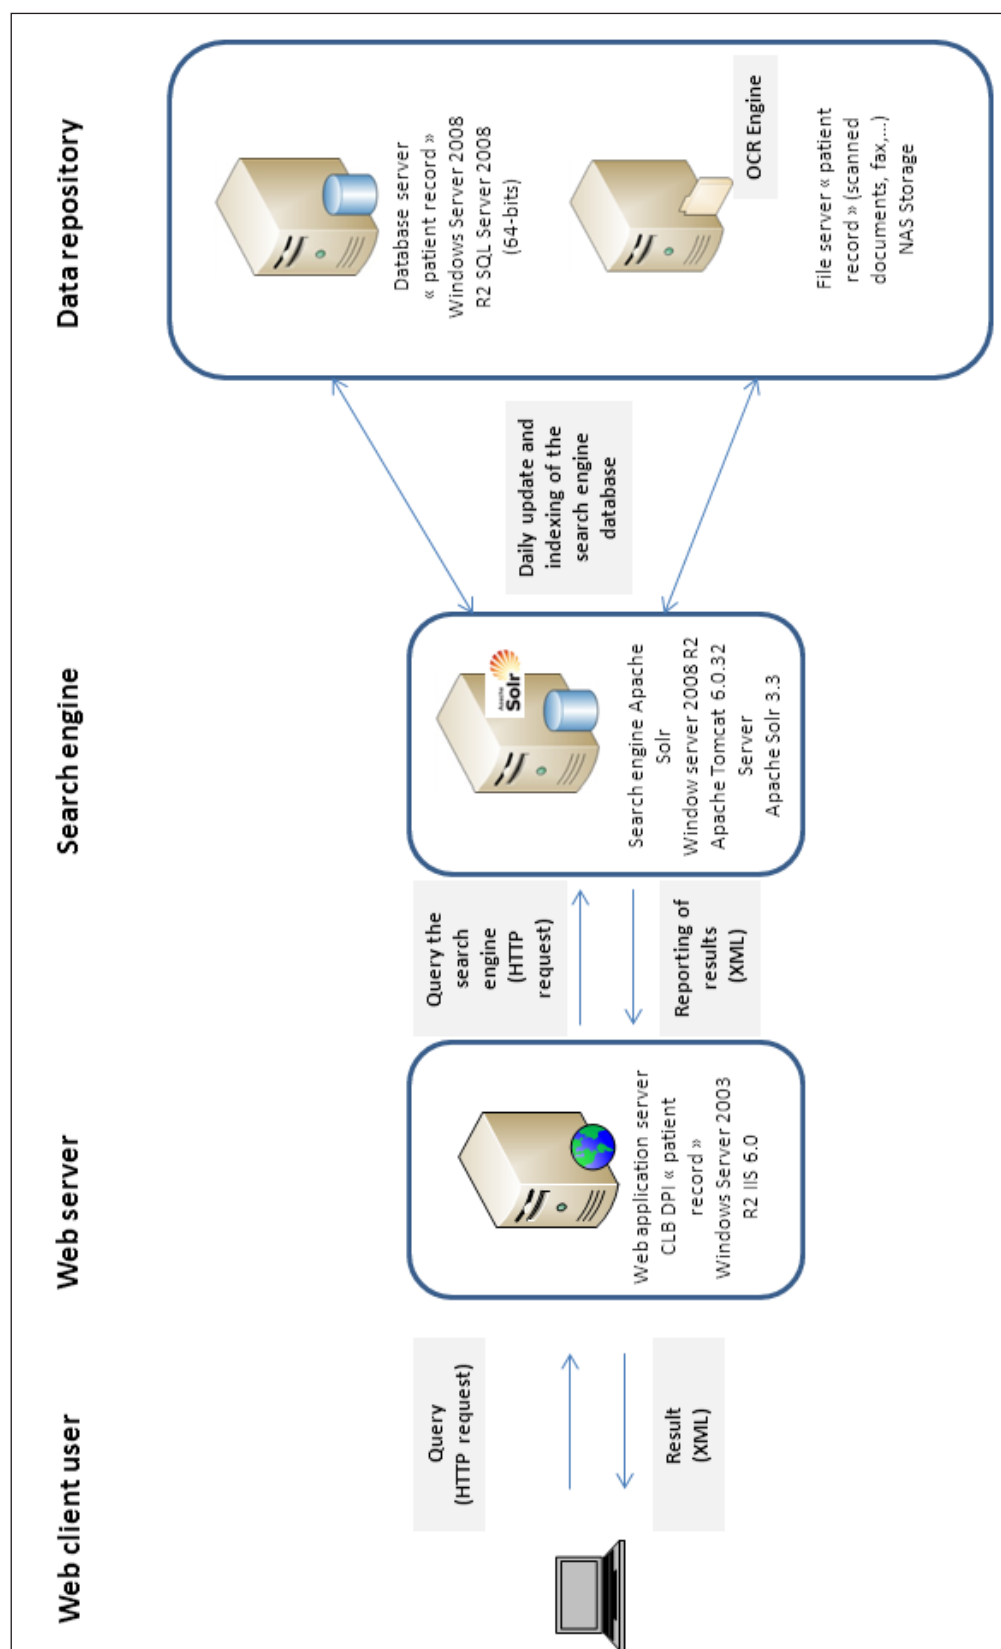 Web client user
Web server
Search engine
Data repository
Query
(HTTP request)
Result
(XML)
Web application server
CLB DPI « patient
record »
Windows Server 2003
R2 IIS 6.0
Query the
search
engine
(HTTP
request)
Reporting of
results
(XML)
Apache
Solr
Search engine Apache
Solr
Window server 2008 R2
Apache Tomcat 6.0.32
Server
Apache Solr 3.3
Daily update and
indexing of the
search engine
database
Database server
« patient record »
Windows Server 2008
R2 SQL Server 2008
(64-bits)
OCR Engine
File server « patient
record » (scanned
documents, fax,...)
NAS Storage